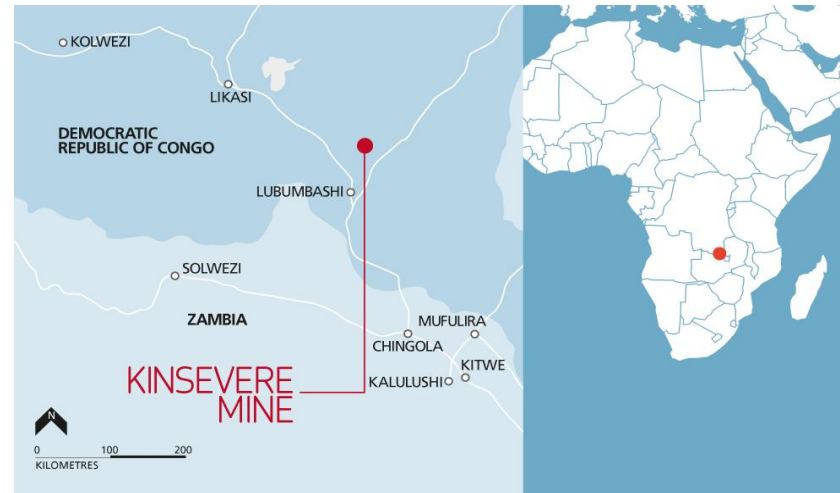 KOLWEZI
LIKASI
DEMOCRATIC
REPUBLIC OF CONGO
LUBUMBASHI
SOLWEZI
ZAMBIA
MUFULIRA
CHINGOLA
KITWE
KALULUSHI
KINSEVERE
MINE
N
0 100 200
KILOMETRES